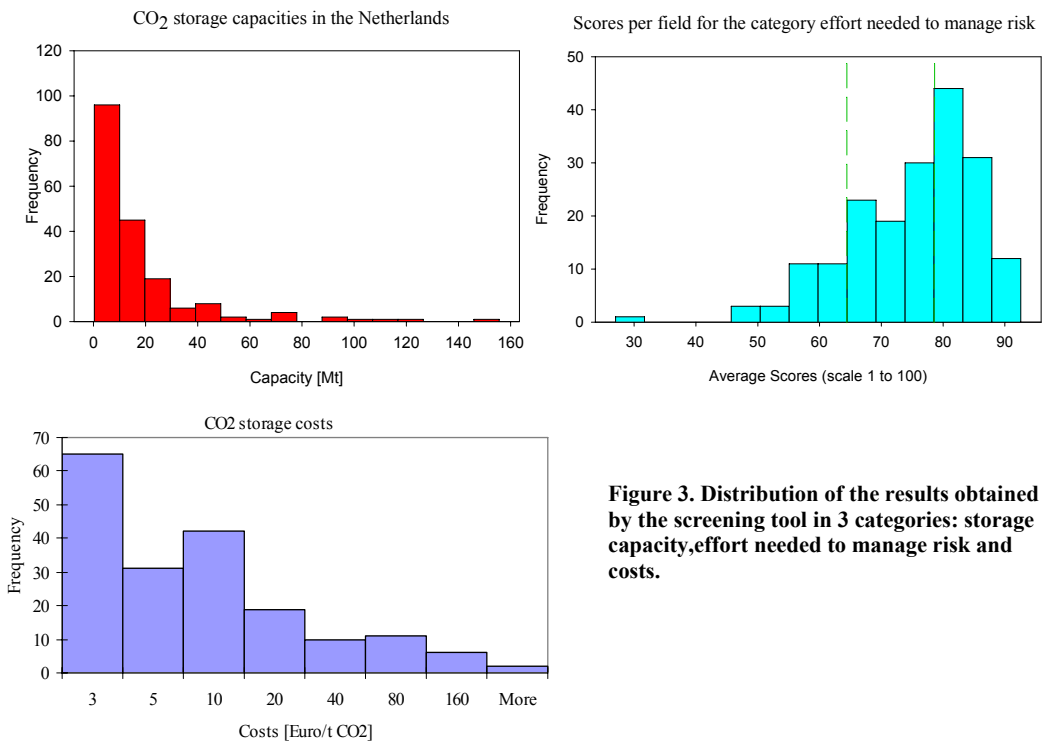 CO2 storage capacities in the Netherlands
120
100
80
60
40
20
0
Frequency
0 20 40 60 80 100 120 140 160
Capacity [Mt]
Scores per field for the category effort needed to manage risk
50
40
30
20
10
0
Frequency
30 40 50 60 70 80 90
Average Scores (scale 1 to 100)
CO2 storage costs
70
60
50
40
30
20
10
0
Frequency
3 5 10 20 40 80 160 More
Costs [Euro/t CO2]
Figure 3. Distribution of the results obtained
by the screening tool in 3 categories: storage
capacity,effort needed to manage risk and
costs.